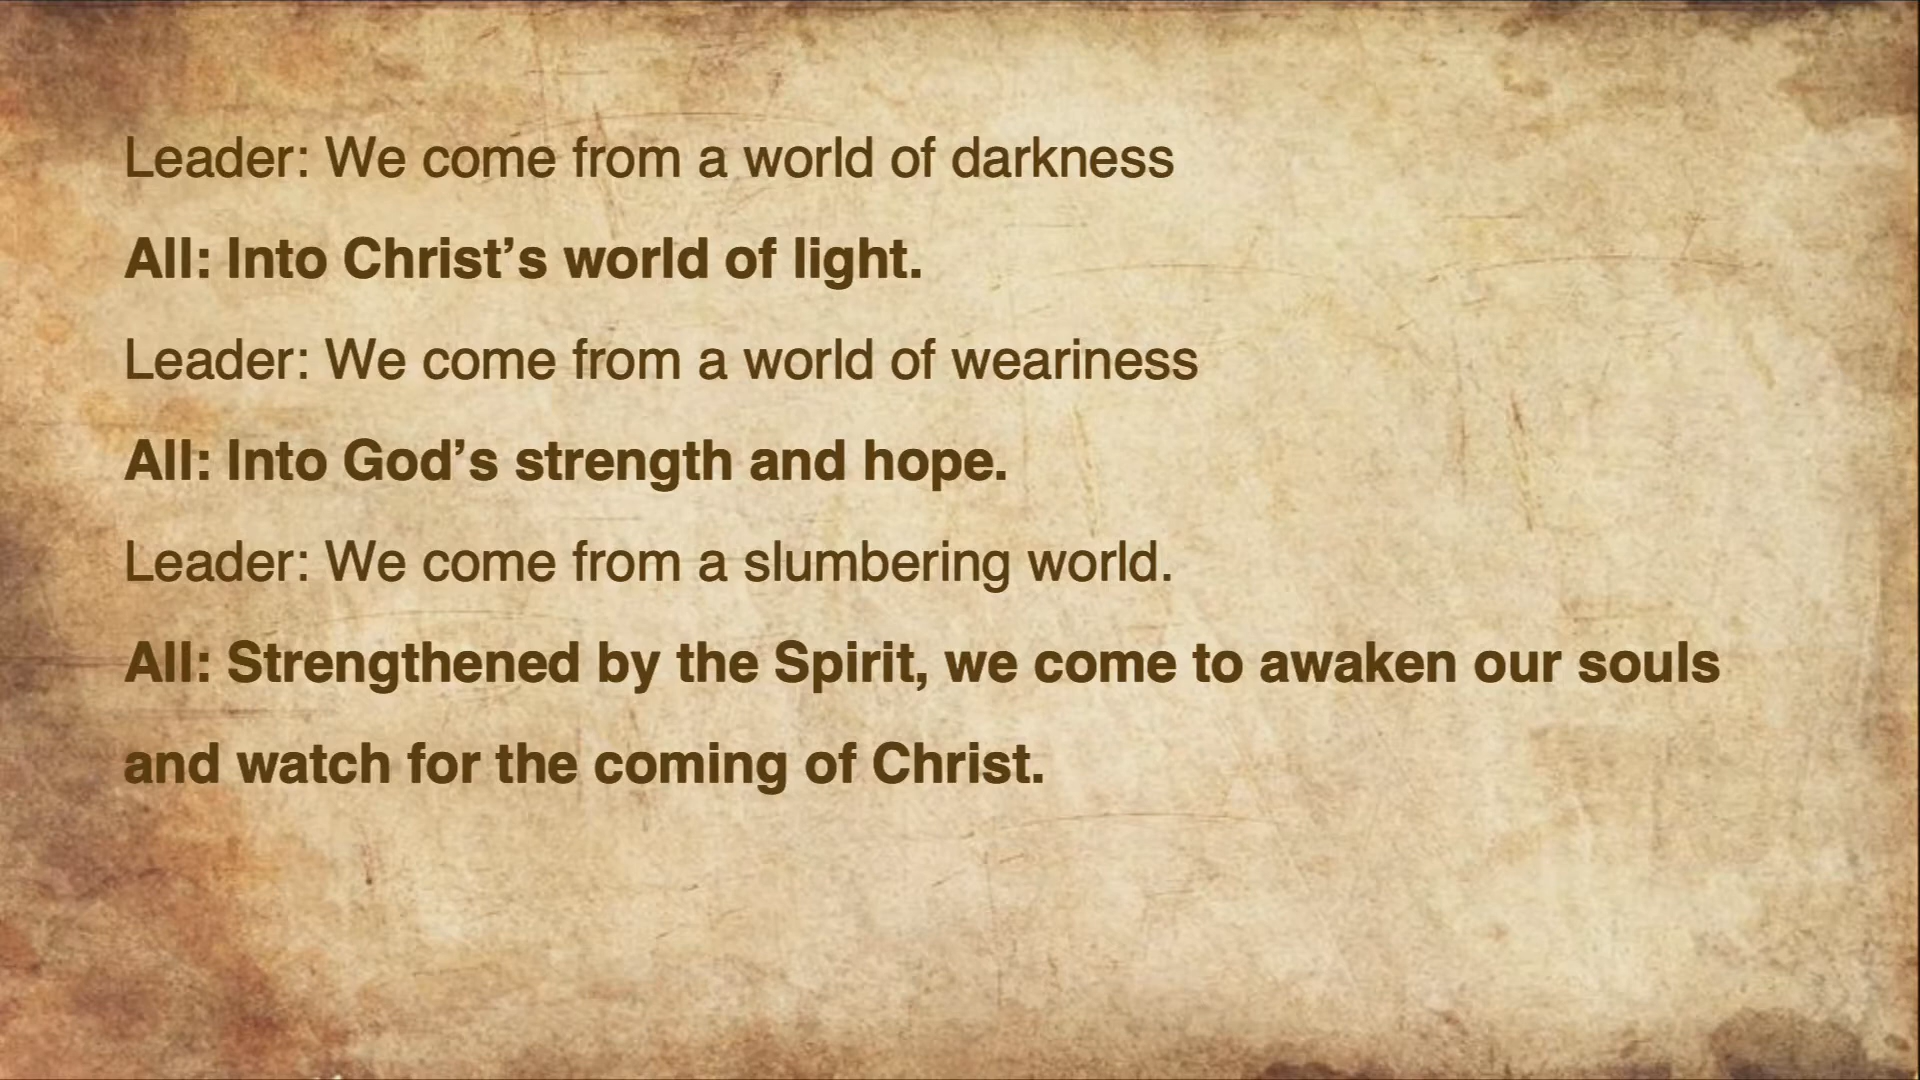 Leader: We come from a world of darkness
All: Into Christ’s world of light.
Leader: We come from a world of weariness
All: Into God’s strength and hope.
Leader: We come from a slumbering world.
All: Strengthened by the Spirit, we come to awaken our souls
and watch for the coming of Christ.